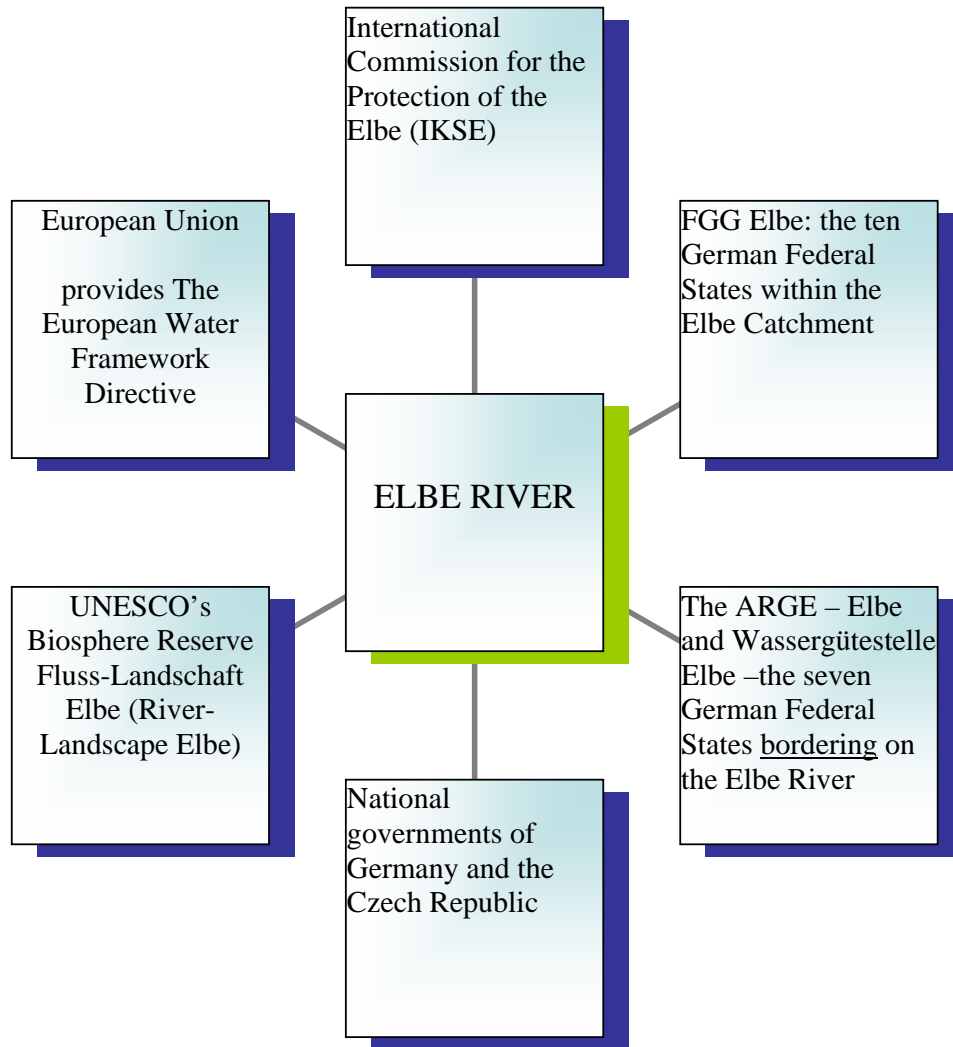 International
Commission for the
Protection of the
Elbe (IKSE)
European Union
provides The
European Water
Framework
Directive
FGG Elbe: the ten
German Federal
States within the
Elbe Catchment
ELBE RIVER
UNESCO’s
Biosphere Reserve
Fluss-Landschaft
Elbe (River-
Landscape Elbe)
The ARGE – Elbe
and Wassergütestelle
Elbe –the seven
German Federal
States bordering on
the Elbe River
National
governments of
Germany and the
Czech Republic